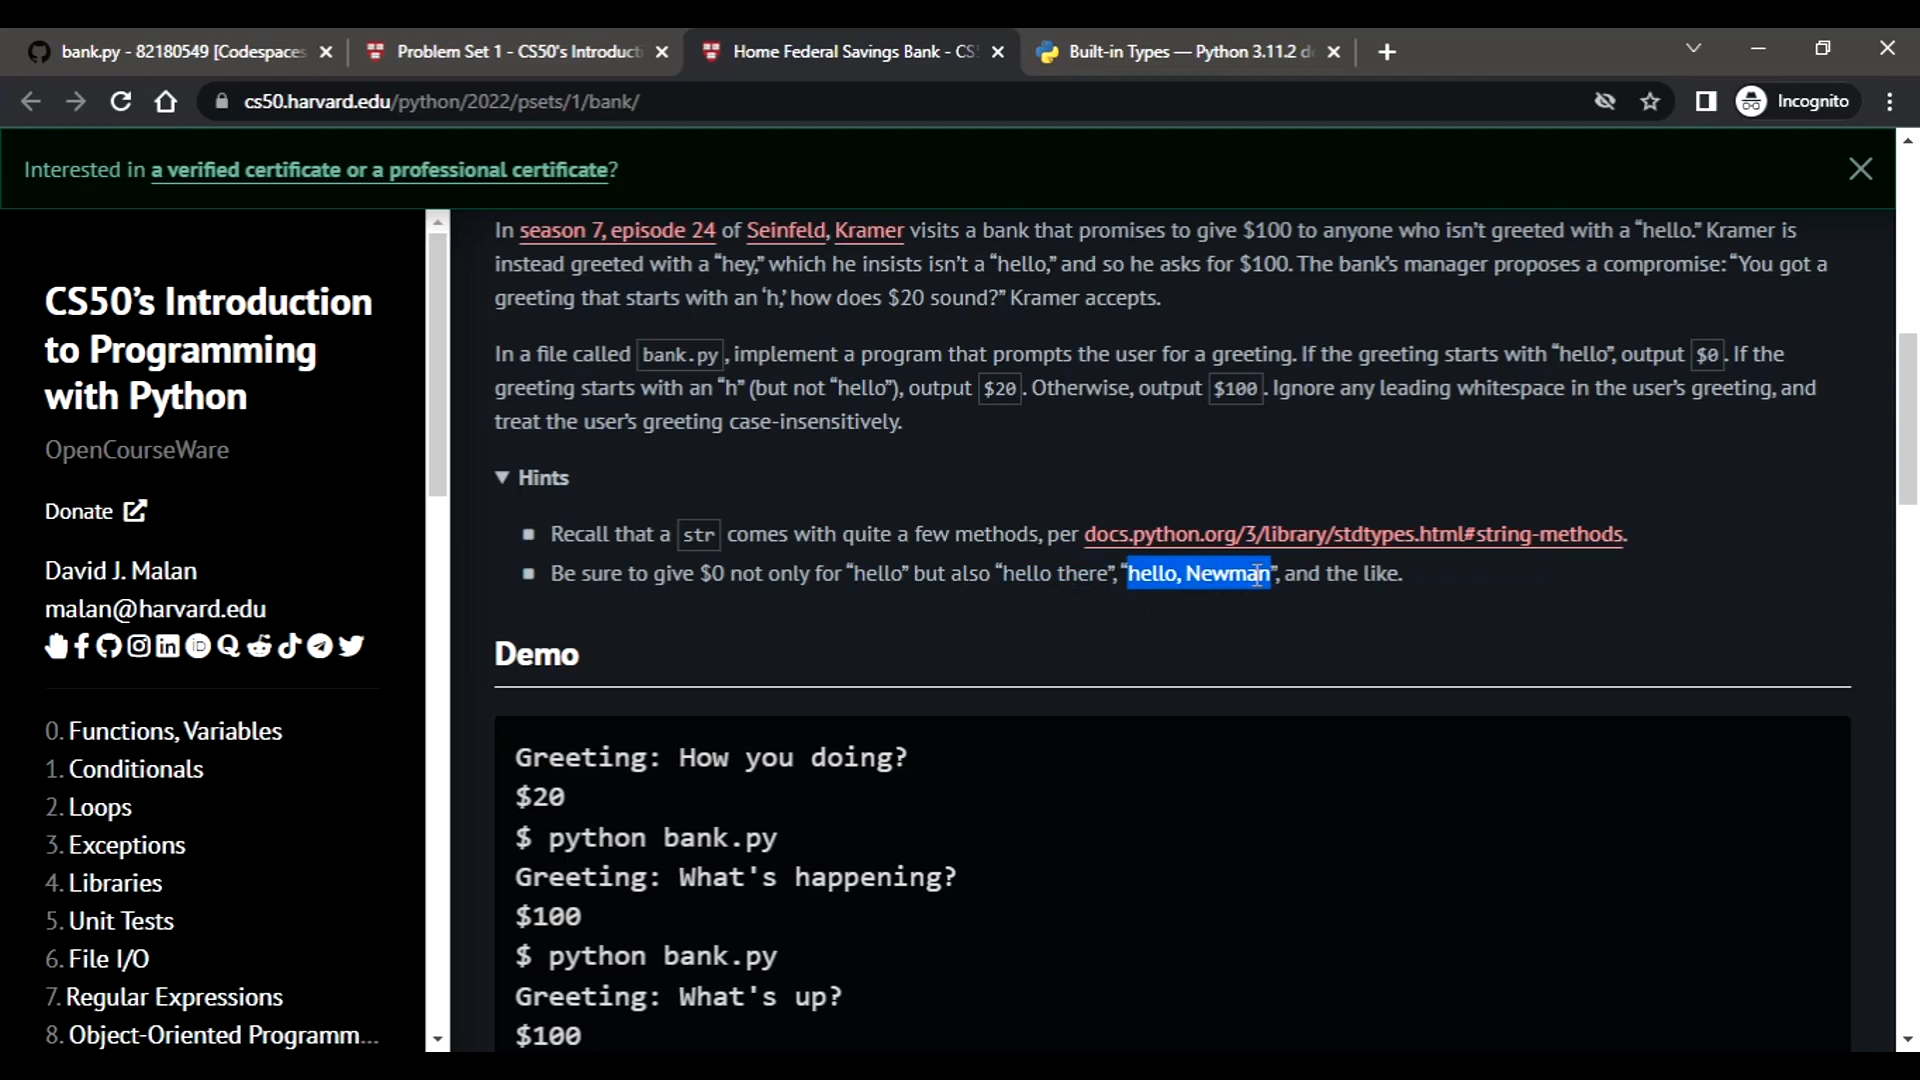 bank.py - 82180549 [Codespaces
Problem Set 1 - CS50's Introducti
Home Federal Savings Bank - CS
Built-in Types — Python 3.11.2 d
cs50.harvard.edu/python/2022/psets/1/bank/
Incognito
Interested in a verified certificate or a professional certificate?
CS50’s Introduction
to Programming
with Python
OpenCourseWare
Donate
David J. Malan
malan@harvard.edu
0. Functions, Variables
1. Conditionals
2. Loops
3. Exceptions
4. Libraries
5. Unit Tests
6. File I/O
7. Regular Expressions
8. Object-Oriented Programm...
In season 7, episode 24 of Seinfeld, Kramer visits a bank that promises to give $100 to anyone who isn’t greeted with a “hello.” Kramer is
instead greeted with a “hey,” which he insists isn’t a “hello,” and so he asks for $100. The bank’s manager proposes a compromise: “You got a
greeting that starts with an ‘h,’ how does $20 sound?” Kramer accepts.
In a file called bank.py, implement a program that prompts the user for a greeting. If the greeting starts with “hello”, output $0. If the
greeting starts with an “h” (but not “hello”), output $20. Otherwise, output $100. Ignore any leading whitespace in the user’s greeting, and
treat the user’s greeting case-insensitively.
Hints
Recall that a str comes with quite a few methods, per docs.python.org/3/library/stdtypes.html#string-methods.
Be sure to give $0 not only for “hello” but also “hello there”, “hello, Newman”, and the like.
Demo
Greeting: How you doing?
$20
$ python bank.py
Greeting: What's happening?
$100
$ python bank.py
Greeting: What's up?
$100